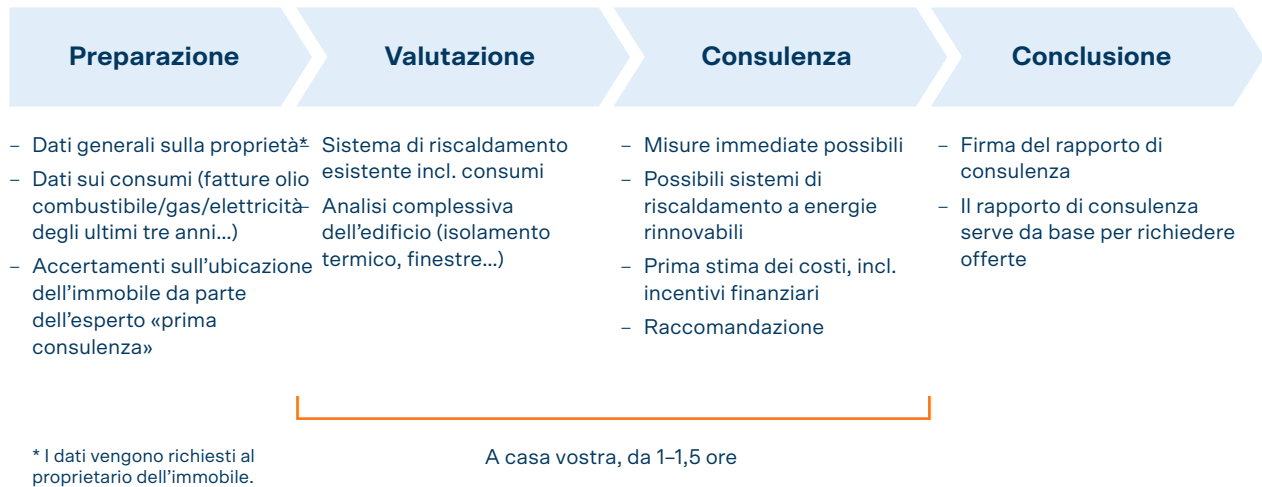 Preparazione
Valutazione
Consulenza
Conclusione
– Dati generali sulla proprietà*
– Dati sui consumi (fatture olio
combustibile/gas/elettricità
degli ultimi tre anni...)
– Accertamenti sull'ubicazione
dell'immobile da parte
dell'esperto «prima
consulenza»
– Sistema di riscaldamento
esistente incl. consumi
– Analisi complessiva
dell'edificio (isolamento
termico, finestre...)
– Misure immediate possibili
– Possibili sistemi di
riscaldamento a energie
rinnovabili
– Prima stima dei costi, incl.
incentivi finanziari
– Raccomandazione
– Firma del rapporto di
consulenza
– Il rapporto di consulenza
serve da base per richiedere
offerte
* I dati vengono richiesti al
proprietario dell'immobile.
A casa vostra, da 1–1,5 ore